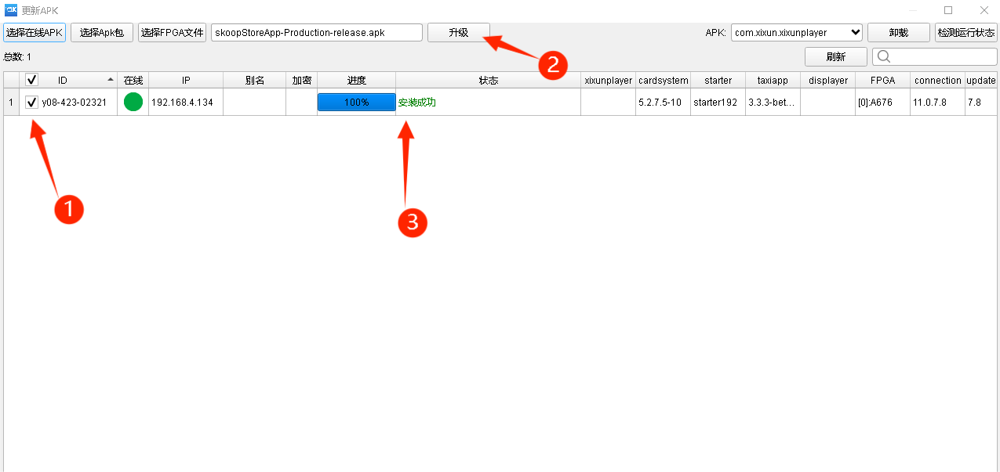 更新APK
选择在线APK 选择Apk包 选择FPGA文件 skoopStoreApp-Production-release.apk 升级 APK: com.xixun.xixunplayer 卸载 检测运行状态
2
总数: 1 刷新
ID 在线 IP 别名 加密 进度 状态 xixunplayer cardsystem starter taxiapp displayer FPGA connection update
1 y08-423-02321 192.168.4.134 100% 安装成功 5.2.7.5-10 starter192 3.3.3-bet... [0]:A676 11.0.7.8 7.8
1
3